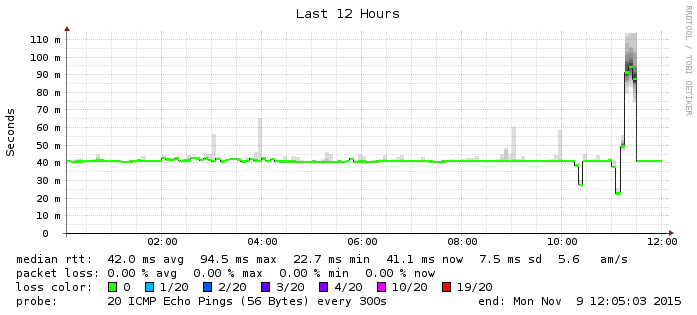 Last 12 Hours
RRDTOOL / TOBI OETIKER
Seconds
110 m
100 m
90 m
80 m
70 m
60 m
50 m
40 m
30 m
20 m
10 m
0
02:00 04:00 06:00 08:00 10:00 12:00
median rtt: 42.0 ms avg 94.5 ms max 22.7 ms min 41.1 ms now 7.5 ms sd 5.6 am/s
packet loss: 0.00 % avg 0.00 % max 0.00 % min 0.00 % now
loss color: 0 1/20 2/20 3/20 4/20 10/20 19/20
probe: 20 ICMP Echo Pings (56 Bytes) every 300s end: Mon Nov 9 12:05:03 2015